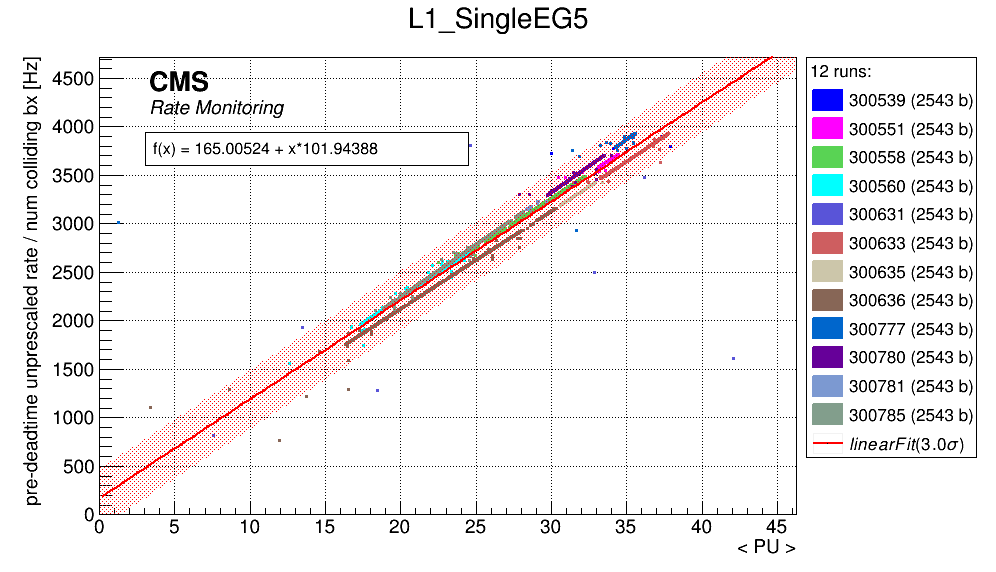 L1_SingleEG5
pre-deadtime unprescaled rate / num colliding bx [Hz]
4500
4000
3500
3000
2500
2000
1500
1000
500
0
CMS
Rate Monitoring
f(x) = 165.00524 + x*101.94388
0 5 10 15 20 25 30 35 40 45
< PU >
12 runs:
300539 (2543 b)
300551 (2543 b)
300558 (2543 b)
300560 (2543 b)
300631 (2543 b)
300633 (2543 b)
300635 (2543 b)
300636 (2543 b)
300777 (2543 b)
300780 (2543 b)
300781 (2543 b)
300785 (2543 b)
linearFit(3.0σ)